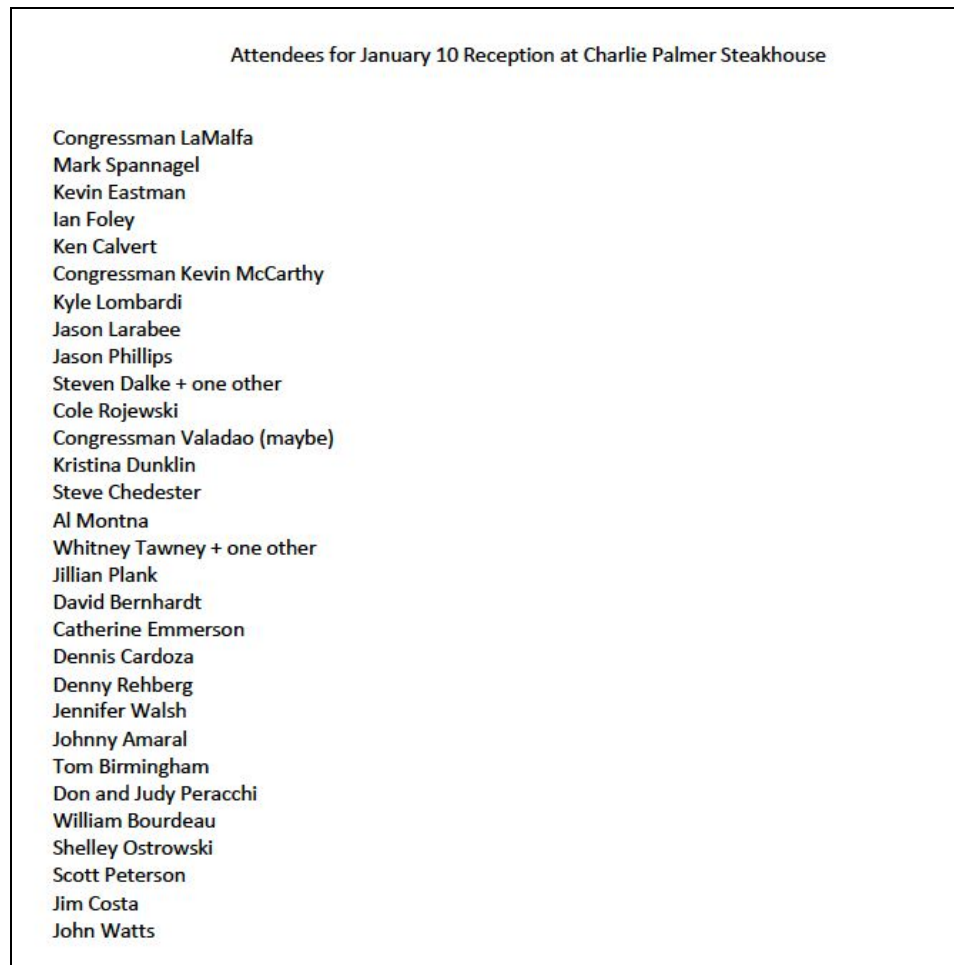 Attendees for January 10 Reception at Charlie Palmer Steakhouse
Congressman LaMalfa
Mark Spannagel
Kevin Eastman
Ian Foley
Ken Calvert
Congressman Kevin McCarthy
Kyle Lombardi
Jason Larabee
Jason Phillips
Steven Dalke + one other
Cole Rojewski
Congressman Valadao (maybe)
Kristina Dunklin
Steve Chedester
Al Montna
Whitney Tawney + one other
Jillian Plank
David Bernhardt
Catherine Emmerson
Dennis Cardoza
Denny Rehberg
Jennifer Walsh
Johnny Amaral
Tom Birmingham
Don and Judy Peracchi
William Bourdeau
Shelley Ostrowski
Scott Peterson
Jim Costa
John Watts